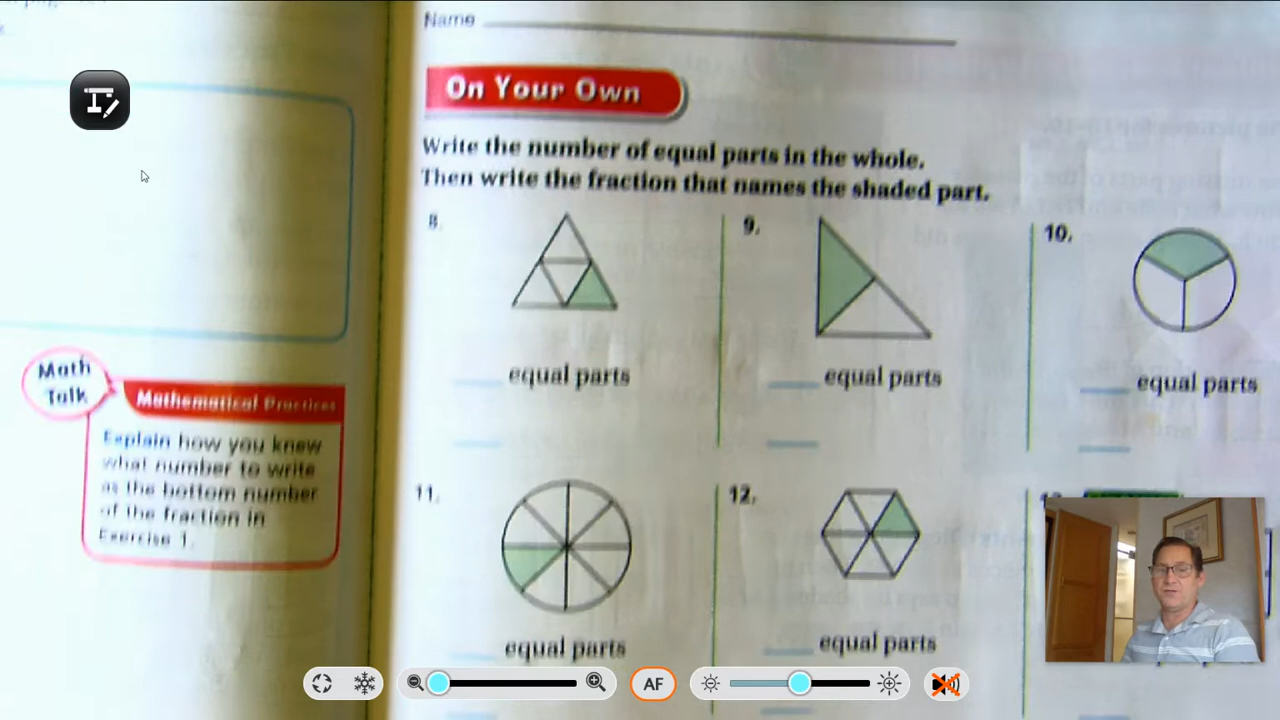 Name
On Your Own
Write the number of equal parts in the whole.
Then write the fraction that names the shaded part.
8.
9.
10.
equal parts
equal parts
equal parts
11.
12.
equal parts
equal parts
Math
Talk
Mathematical Practices
Explain how you knew
what number to write
as the bottom number
of the fraction in
Exercise 1.
AF